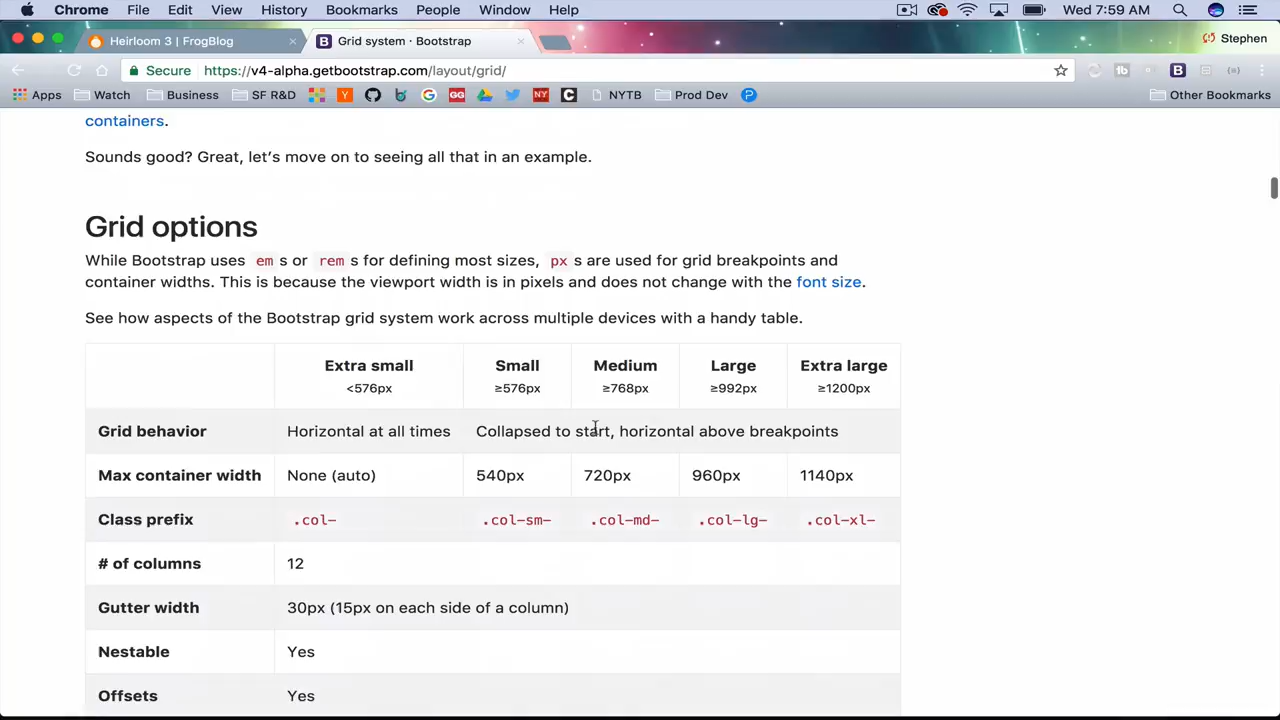 Chrome File Edit View History Bookmarks People Window Help Wed 7:59 AM
Heirloom 3 | FrogBlog × Grid system · Bootstrap × Stephen
Secure https://v4-alpha.getbootstrap.com/layout/grid/
Apps Watch Business SF R&D NYTB Prod Dev Other Bookmarks
containers.
Sounds good? Great, let’s move on to seeing all that in an example.
Grid options
While Bootstrap uses em s or rem s for defining most sizes, px s are used for grid breakpoints and
container widths. This is because the viewport width is in pixels and does not change with the font size.
See how aspects of the Bootstrap grid system work across multiple devices with a handy table.
Extra small Small Medium Large Extra large
<576px ≥576px ≥768px ≥992px ≥1200px
Grid behavior Horizontal at all times Collapsed to start, horizontal above breakpoints
Max container width None (auto) 540px 720px 960px 1140px
Class prefix .col- .col-sm- .col-md- .col-lg- .col-xl-
# of columns 12
Gutter width 30px (15px on each side of a column)
Nestable Yes
Offsets Yes